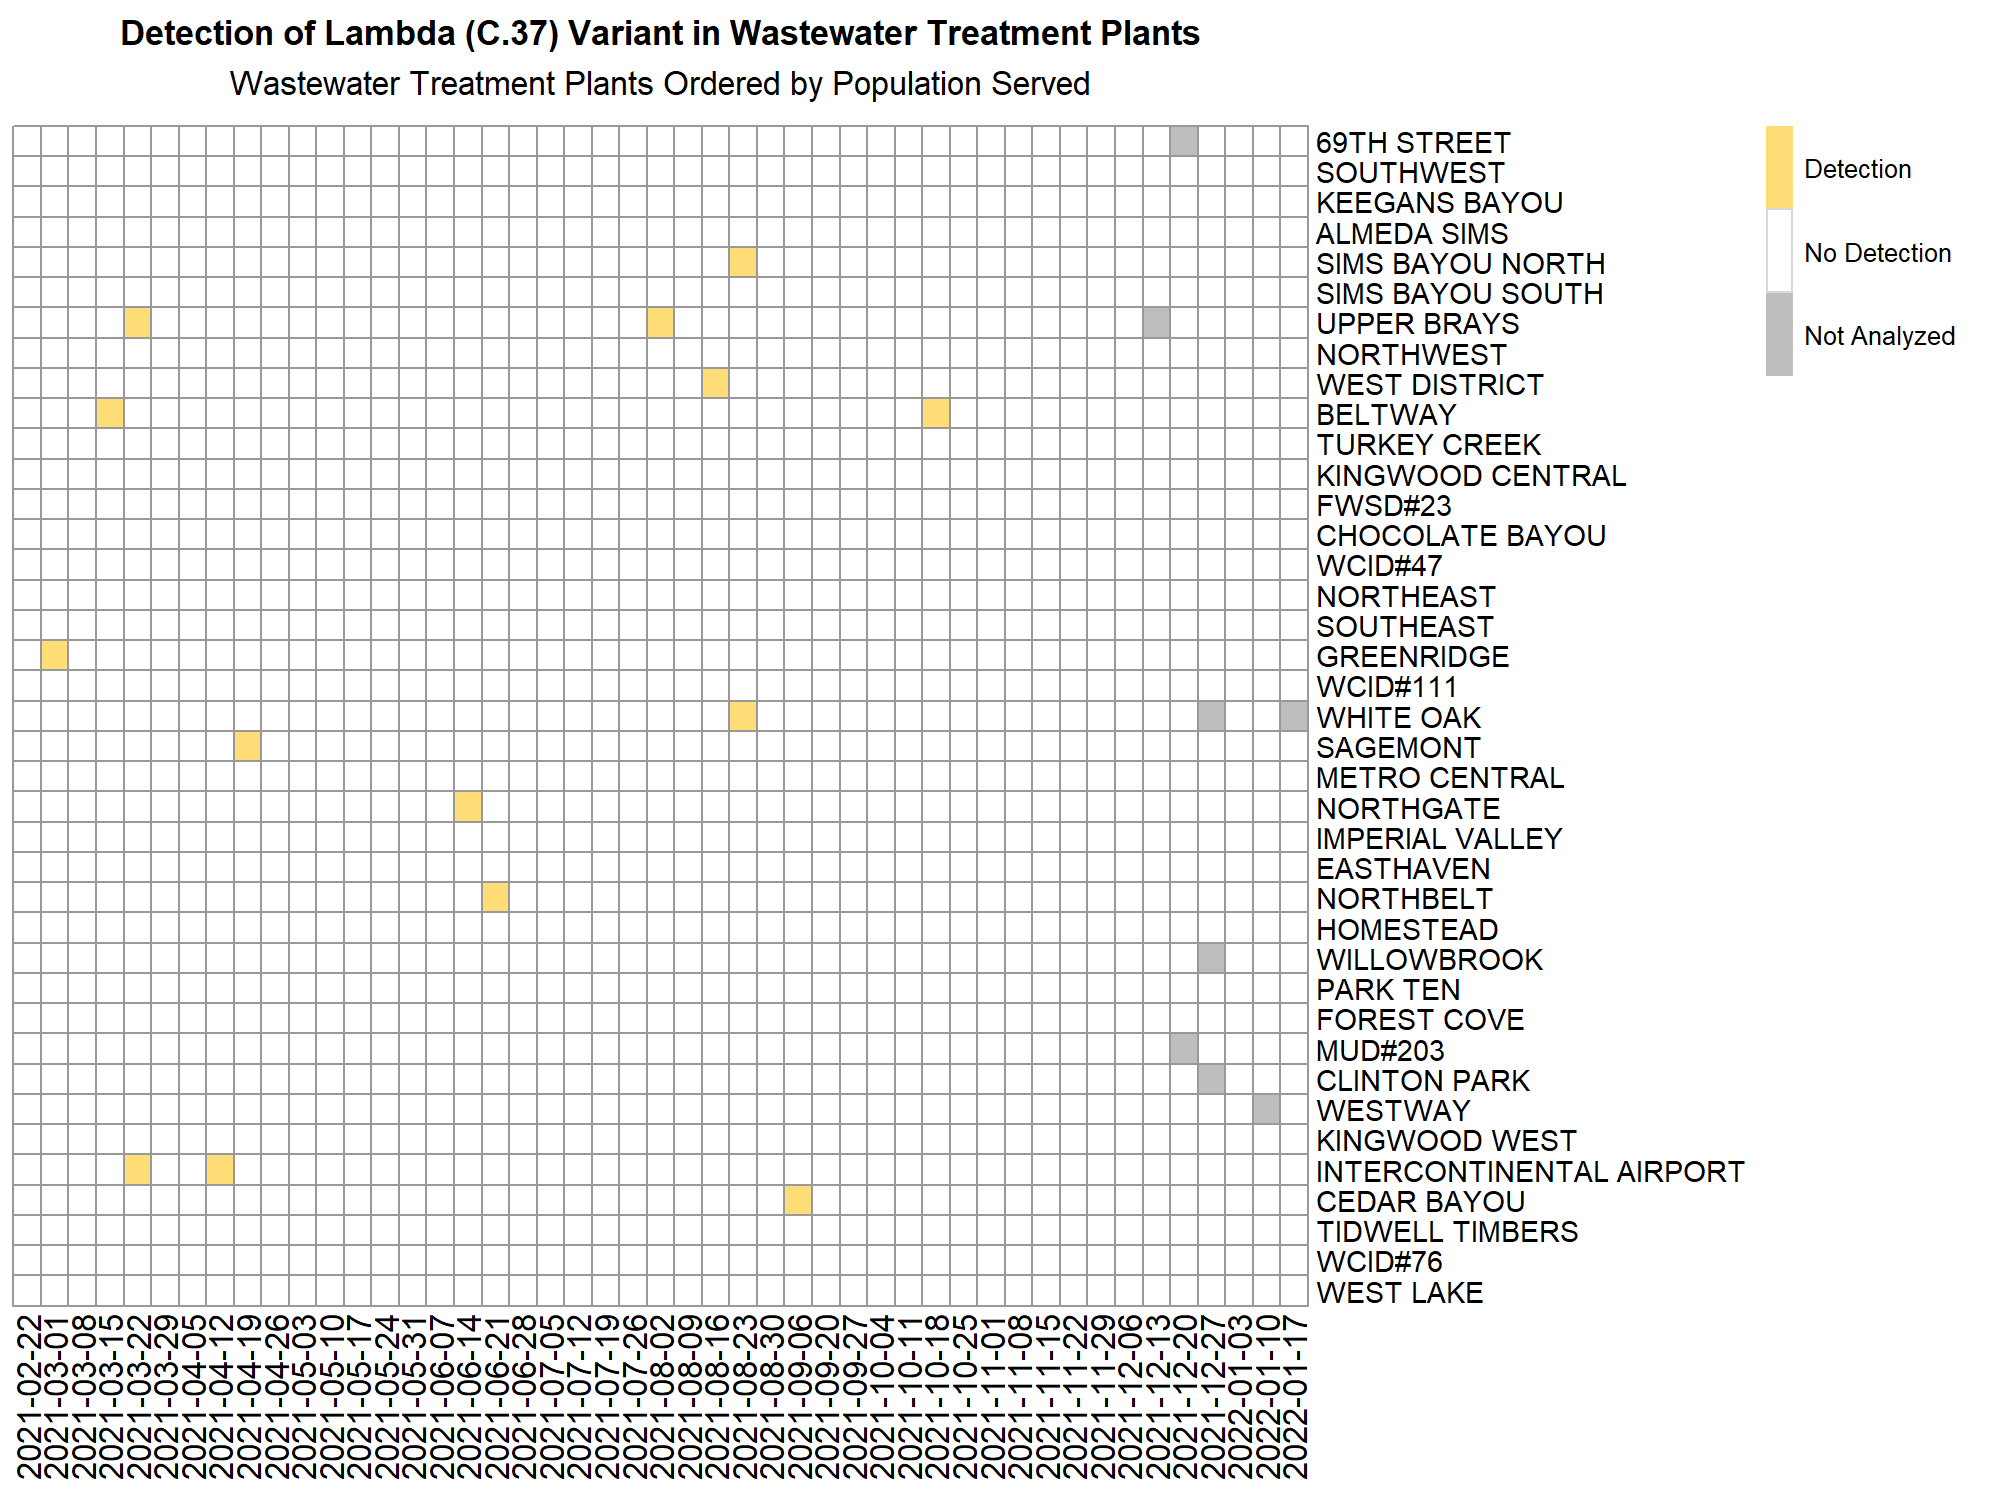 Detection of Lambda (C.37) Variant in Wastewater Treatment Plants
Wastewater Treatment Plants Ordered by Population Served
69TH STREET
SOUTHWEST
KEEGANS BAYOU
ALMEDA SIMS
SIMS BAYOU NORTH
SIMS BAYOU SOUTH
UPPER BRAYS
NORTHWEST
WEST DISTRICT
BELTWAY
TURKEY CREEK
KINGWOOD CENTRAL
FWSD#23
CHOCOLATE BAYOU
WCID#47
NORTHEAST
SOUTHEAST
GREENRIDGE
WCID#111
WHITE OAK
SAGEMONT
METRO CENTRAL
NORTHGATE
IMPERIAL VALLEY
EASTHAVEN
NORTHBELT
HOMESTEAD
WILLOWBROOK
PARK TEN
FOREST COVE
MUD#203
CLINTON PARK
WESTWAY
KINGWOOD WEST
INTERCONTINENTAL AIRPORT
CEDAR BAYOU
TIDWELL TIMBERS
WCID#76
WEST LAKE
Detection
No Detection
Not Analyzed
2021-02-22
2021-03-01
2021-03-08
2021-03-15
2021-03-22
2021-03-29
2021-04-05
2021-04-12
2021-04-19
2021-04-26
2021-05-03
2021-05-10
2021-05-17
2021-05-24
2021-05-31
2021-06-07
2021-06-14
2021-06-21
2021-06-28
2021-07-05
2021-07-12
2021-07-19
2021-07-26
2021-08-02
2021-08-09
2021-08-16
2021-08-23
2021-08-30
2021-09-06
2021-09-20
2021-09-27
2021-10-04
2021-10-11
2021-10-18
2021-10-25
2021-11-01
2021-11-08
2021-11-15
2021-11-22
2021-11-29
2021-12-06
2021-12-13
2021-12-20
2021-12-27
2022-01-03
2022-01-10
2022-01-17